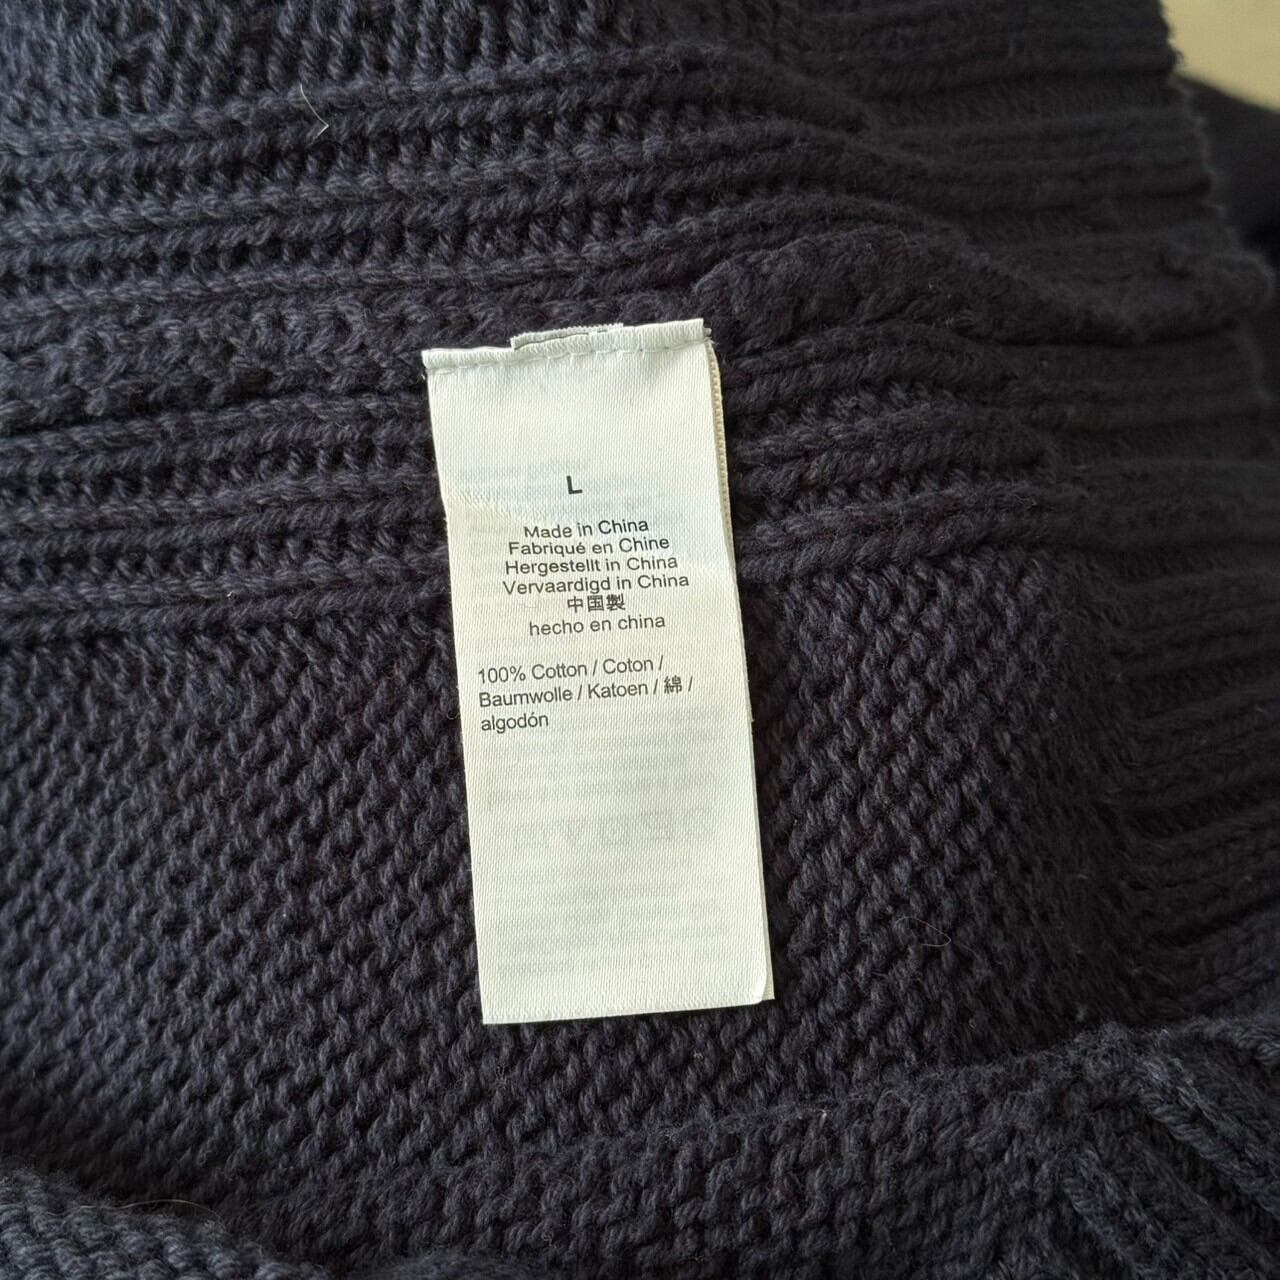 L
Made in China
Fabriqué en Chine
Hergestellt in China
Vervaardigd in China
中国製
hecho en china
100% Cotton / Coton /
Baumwolle / Katoen / 綿 /
algodón